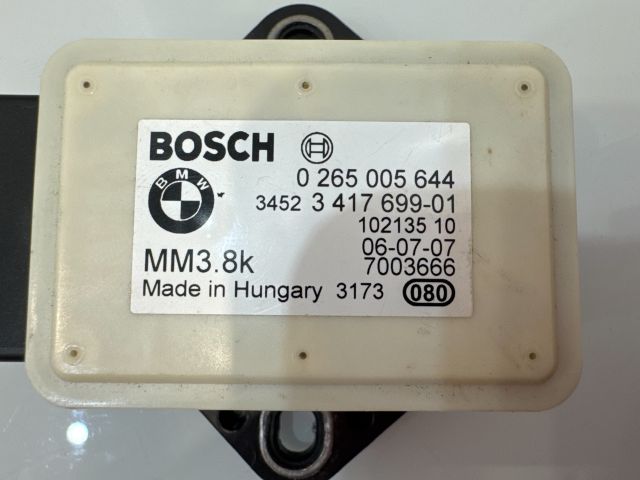 BOSCH
BMW
0 265 005 644
3452 3 417 699-01
102135 10
06-07-07
MM3.8k 7003666
Made in Hungary 3173 080